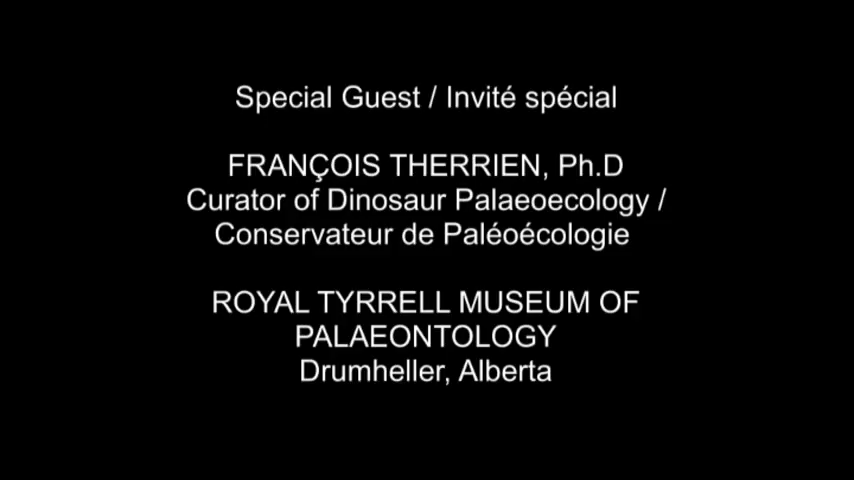 Special Guest / Invité spécial
FRANÇOIS THERRIEN, Ph.D
Curator of Dinosaur Palaeoecology /
Conservateur de Paléoécologie
ROYAL TYRRELL MUSEUM OF
PALAEONTOLOGY
Drumheller, Alberta